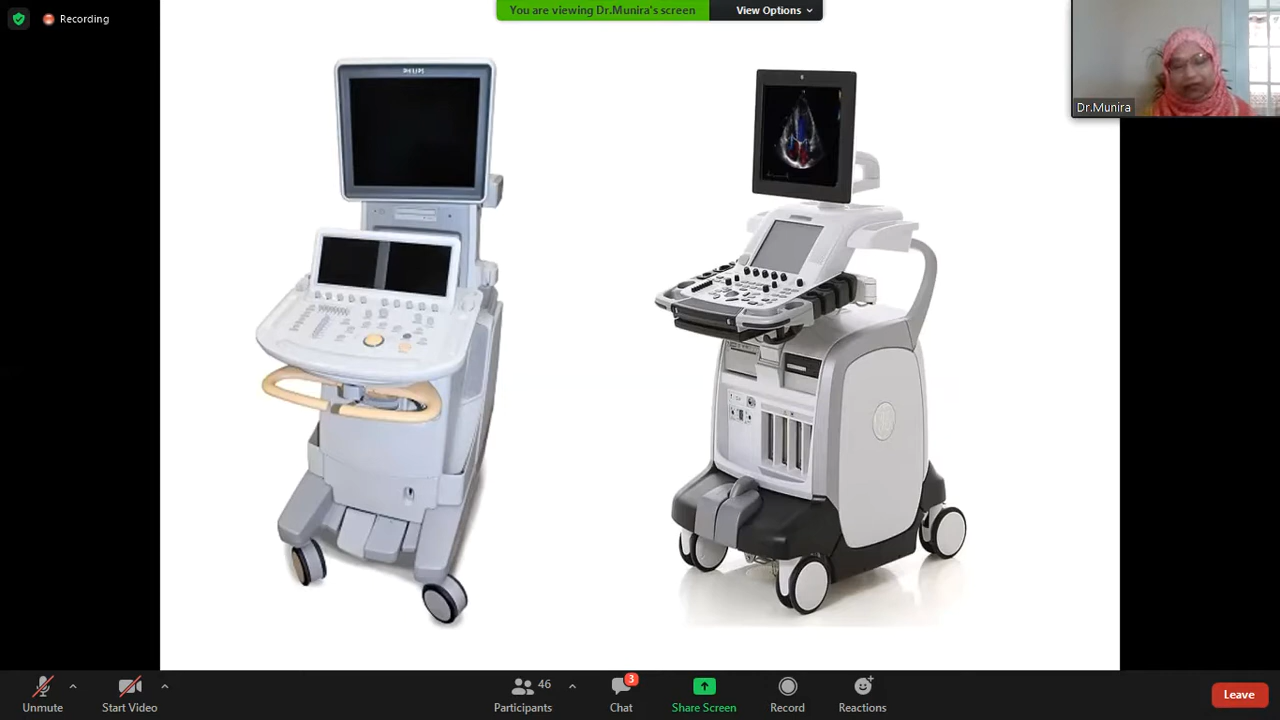 Recording
You are viewing Dr.Munira's screen
View Options
PHILIPS
Dr.Munira
Unmute
Start Video
46
Participants
3
Chat
Share Screen
Record
Reactions
Leave